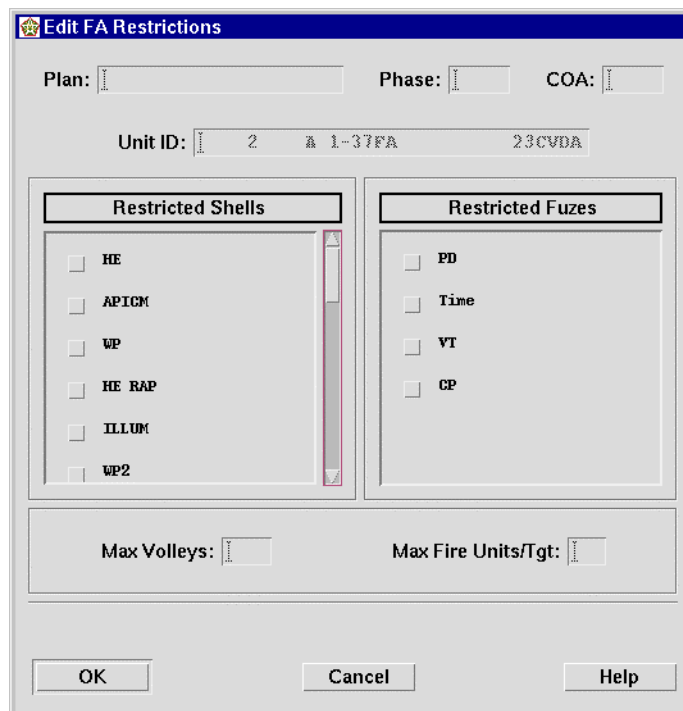 Edit FA Restrictions
Plan: Phase: COA:
Unit ID: 2 A 1-37FA 23CVDA
Restricted Shells Restricted Fuzes
HE PD
APICM Time
WP VT
HE RAP CP
ILLUM
WP2
Max Volleys: Max Fire Units/Tgt:
OK Cancel Help